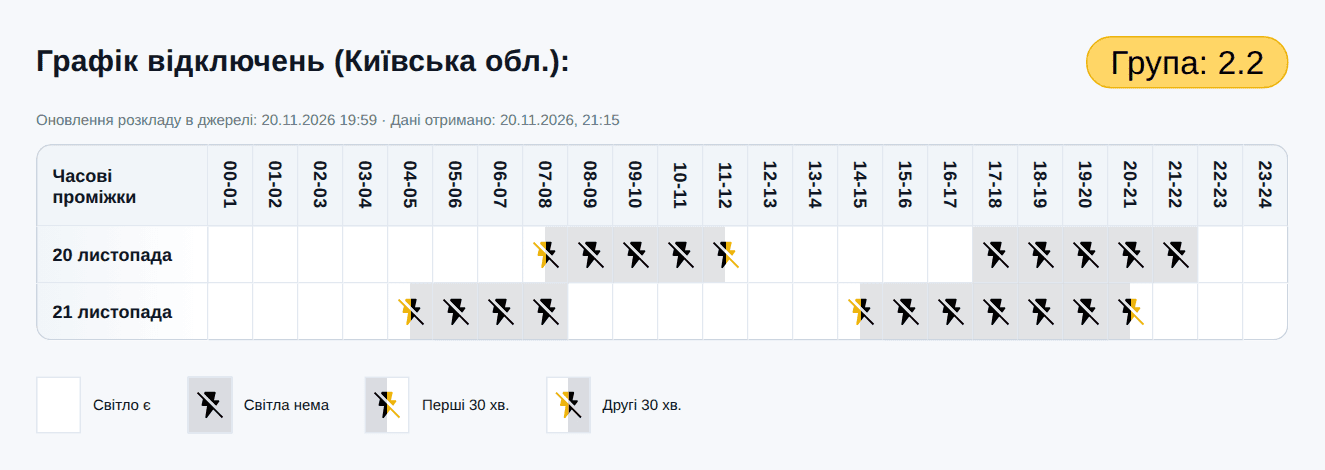 Графік відключень (Київська обл.):
Група: 2.2
Оновлення розкладу в джерелі: 20.11.2026 19:59 · Дані отримано: 20.11.2026, 21:15
Часові
проміжки
00-01
01-02
02-03
03-04
04-05
05-06
06-07
07-08
08-09
09-10
10-11
11-12
12-13
13-14
14-15
15-16
16-17
17-18
18-19
19-20
20-21
21-22
22-23
23-24
20 листопада
21 листопада
Світло є
Світла нема
Перші 30 хв.
Другі 30 хв.